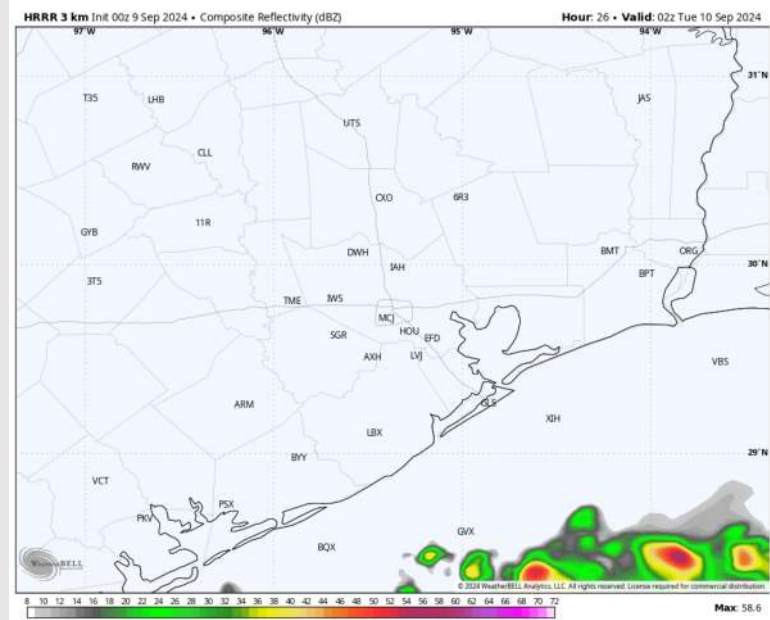 HRRR 3 km Init 00z 9 Sep 2024 • Composite Reflectivity (dBZ)
Hour: 26 • Valid: 02z Tue 10 Sep 2024
97°W 96°W 95°W 94°W
31°N
T35 LHB JAS
UTS
CLL
RWV
CXO 6R3
11R
GYB
DWH BMT ORG
30°N
IAH
BPT
3T5
TME IWS
MCJ
HOU
SGR EFD
AXH LVJ VBS
ARM GLS
XIH
LBX
29°N
BYY
VCT
PSX
PKV
GVX
BQX
WeatherBELL
© 2024 WeatherBELL Analytics, LLC. All rights reserved. License required for commercial distribution.
8 10 12 14 16 18 20 22 24 26 28 30 32 34 36 38 40 42 44 46 48 50 52 54 56 58 60 62 64 66 68 70 72
Max: 58.6